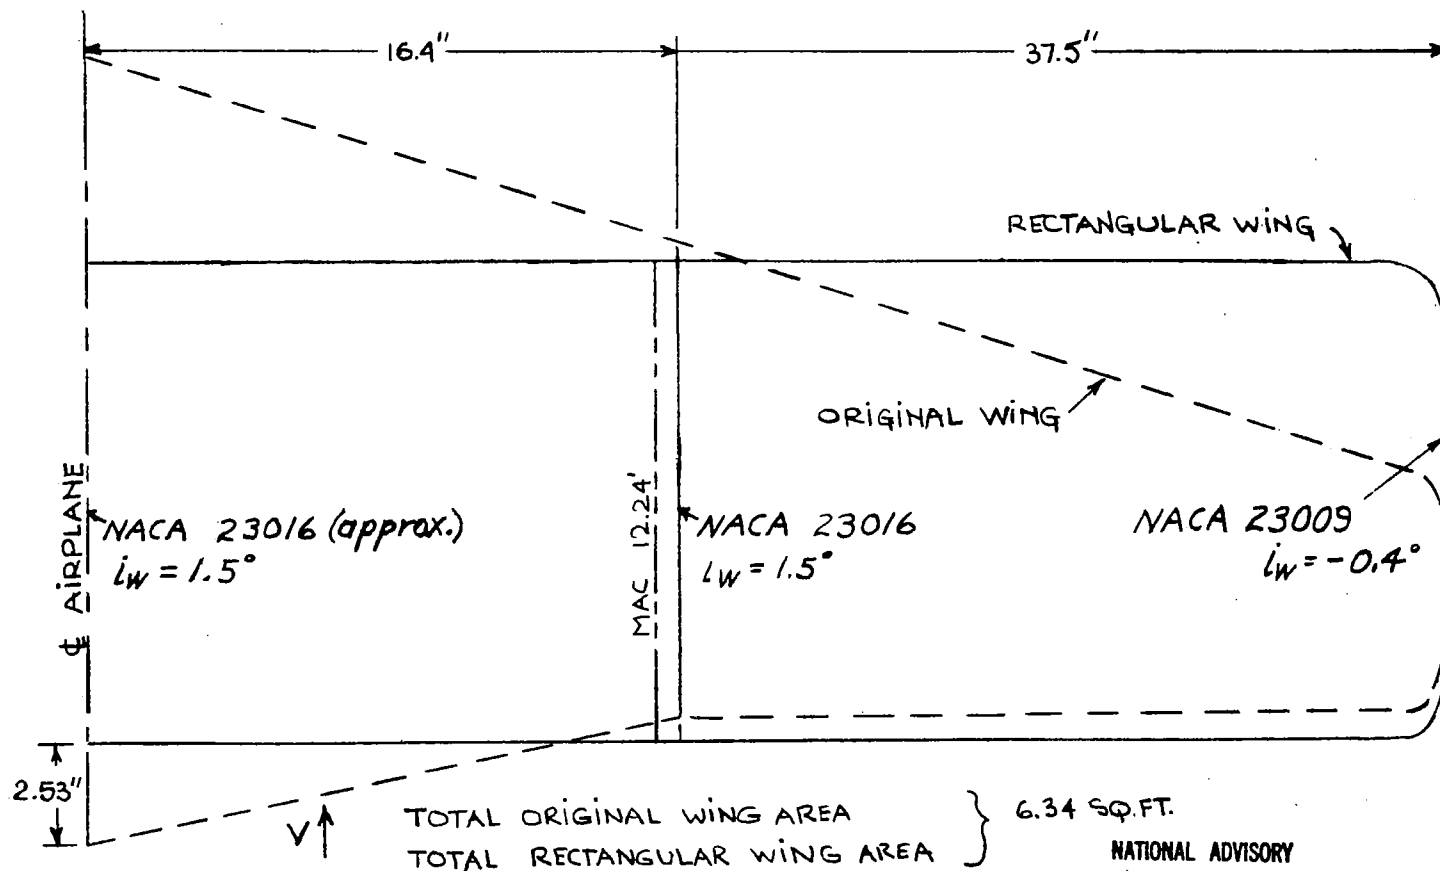 16.4"
37.5"
RECTANGULAR WING
ORIGINAL WING
℄ AIRPLANE
NACA 23016 (approx.)
iw = 1.5°
MAC 12.24'
NACA 23016
iw = 1.5°
NACA 23009
iw = -0.4°
2.53"
V
TOTAL ORIGINAL WING AREA
TOTAL RECTANGULAR WING AREA
} 6.34 SQ.FT.
NATIONAL ADVISORY